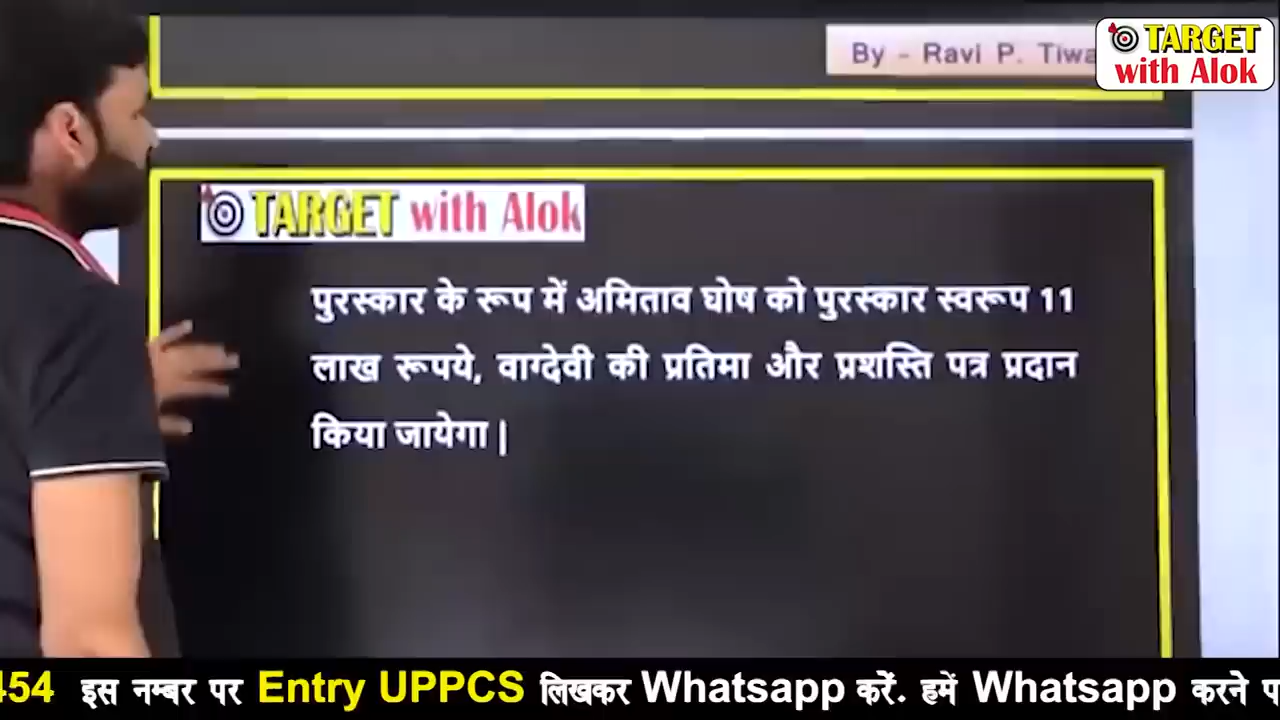 By - Ravi P.
TARGET
with Alok
TARGET with Alok
पुरस्कार के रूप में अमिताव घोष को पुरस्कार स्वरूप 11
लाख रूपये, वाग्देवी की प्रतिमा और प्रशस्ति पत्र प्रदान
किया जायेगा |
454 इस नम्बर पर Entry UPPCS लिखकर Whatsapp करें. हमें Whatsapp करने